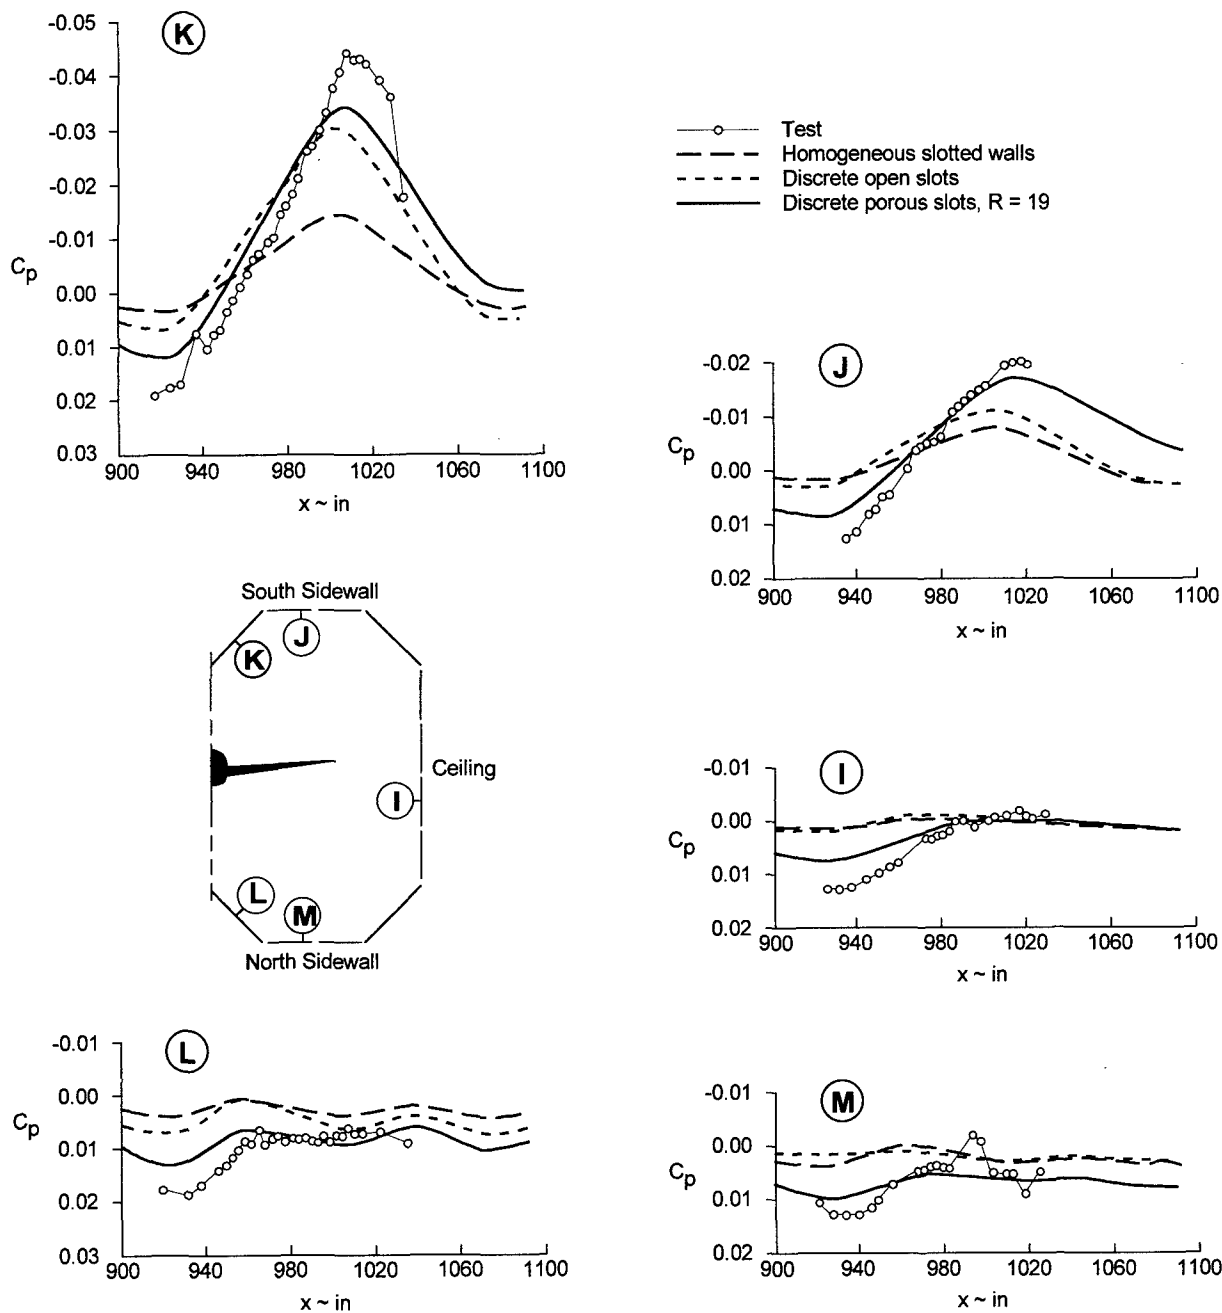 K
-0.05
-0.04
-0.03
-0.02
-0.01
0.00
0.01
0.02
0.03
Cp
900 940 980 1020 1060 1100
x ~ in
Test
Homogeneous slotted walls
Discrete open slots
Discrete porous slots, R = 19
J
-0.02
-0.01
0.00
0.01
0.02
Cp
900 940 980 1020 1060 1100
x ~ in
South Sidewall
J
K
Ceiling
I
L
M
North Sidewall
I
-0.01
0.00
0.01
0.02
Cp
900 940 980 1020 1060 1100
x ~ in
L
-0.01
0.00
0.01
0.02
0.03
Cp
900 940 980 1020 1060 1100
x ~ in
M
-0.01
0.00
0.01
0.02
Cp
900 940 980 1020 1060 1100
x ~ in